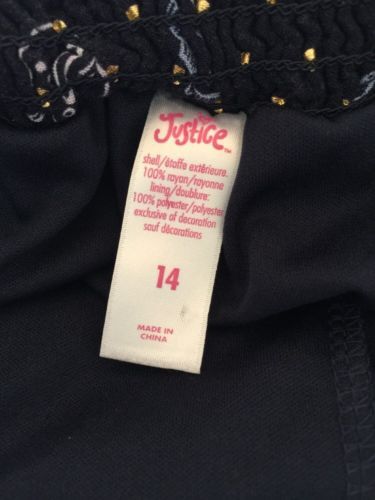 Justice™
shell/étoffe extérieure.
100% rayon/rayonne
lining/doublure:
100% polyester/polyester
exclusive of decoration
sauf décorations
14
MADE IN
CHINA